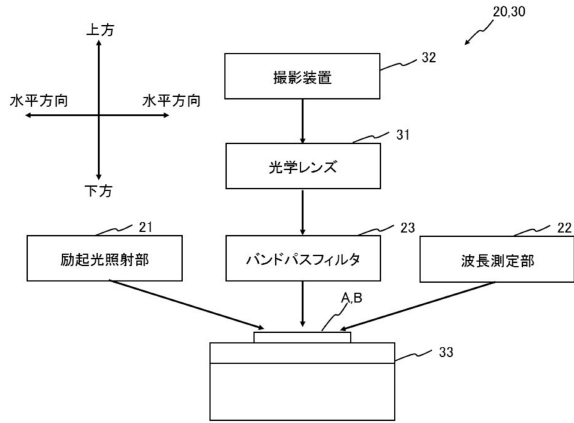 20,30
上方
水平方向
水平方向
下方
32
撮影装置
31
光学レンズ
21
励起光照射部
23
バンドパスフィルタ
22
波長測定部
A,B
33